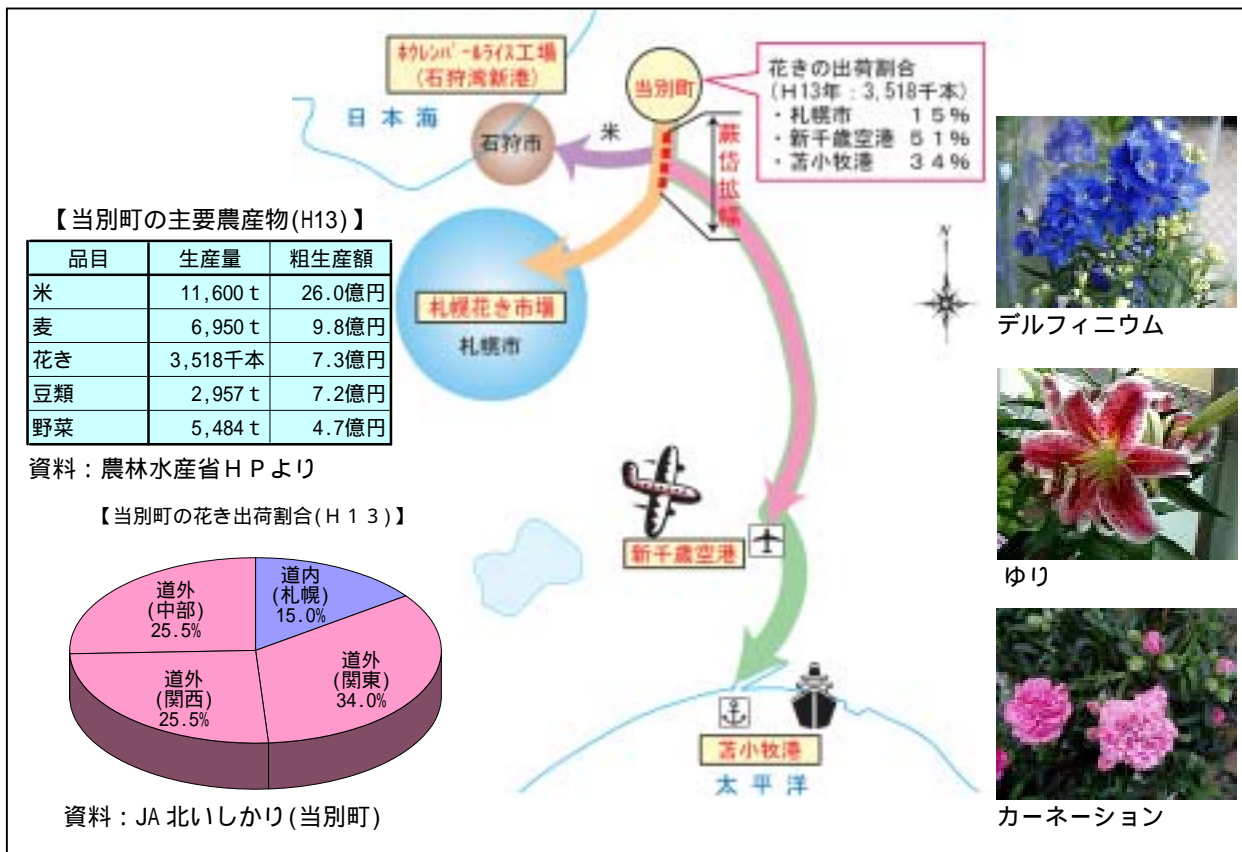 ホクレンパールライス工場
(石狩湾新港)
日本海
石狩市
米
当別町
蕨岱拡幅
花きの出荷割合
(H13年:3,518千本)
・札幌市 15%
・新千歳空港 51%
・苫小牧港 34%
【当別町の主要農産物(H13)】
品目 生産量 粗生産額
米 11,600t 26.0億円
麦 6,950t 9.8億円
花き 3,518千本 7.3億円
豆類 2,957t 7.2億円
野菜 5,484t 4.7億円
資料:農林水産省HPより
札幌花き市場
札幌市
N
デルフィニウム
ゆり
カーネーション
新千歳空港
苫小牧港
太平洋
【当別町の花き出荷割合(H13)】
道内
(札幌)
15.0%
道外
(関東)
34.0%
道外
(関西)
25.5%
道外
(中部)
25.5%
資料:JA北いしかり(当別町)